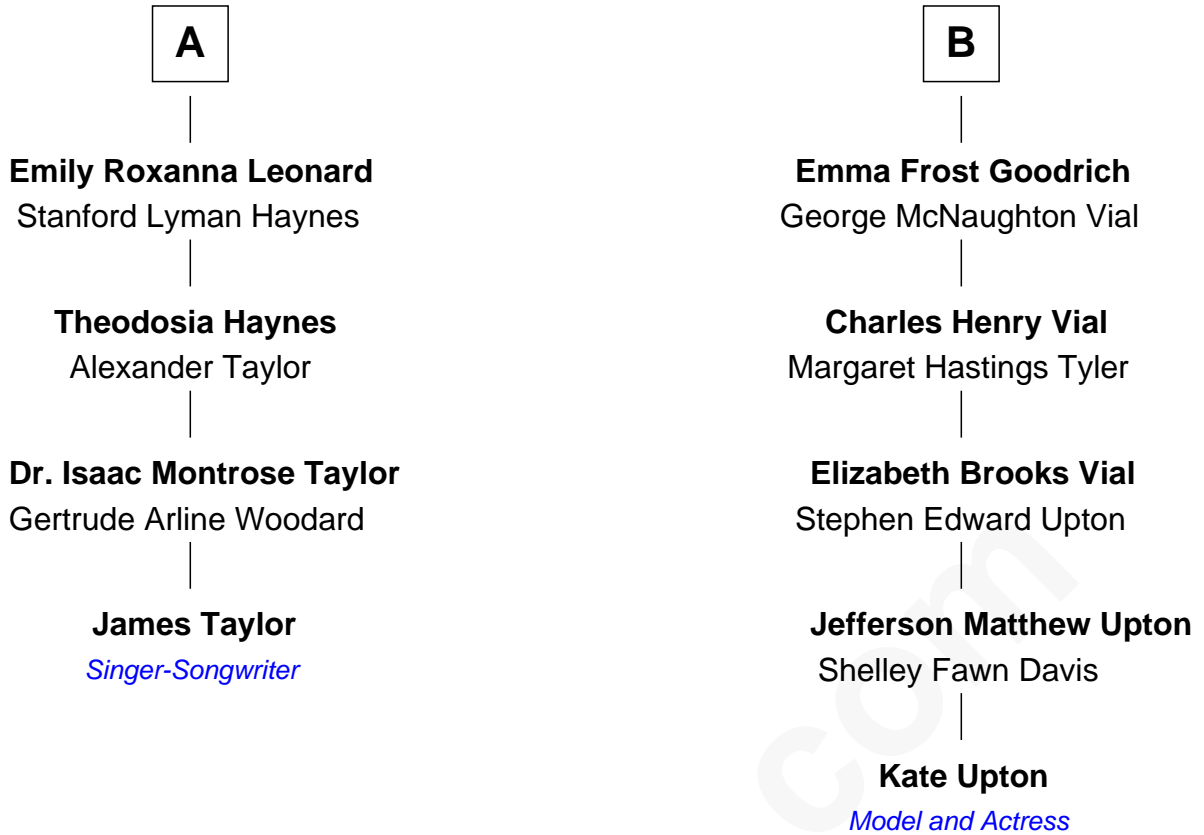 A
Emily Roxanna Leonard
Stanford Lyman Haynes
Theodosia Haynes
Alexander Taylor
Dr. Isaac Montrose Taylor
Gertrude Arline Woodard
James Taylor
Singer-Songwriter
B
Emma Frost Goodrich
George McNaughton Vial
Charles Henry Vial
Margaret Hastings Tyler
Elizabeth Brooks Vial
Stephen Edward Upton
Jefferson Matthew Upton
Shelley Fawn Davis
Kate Upton
Model and Actress
com